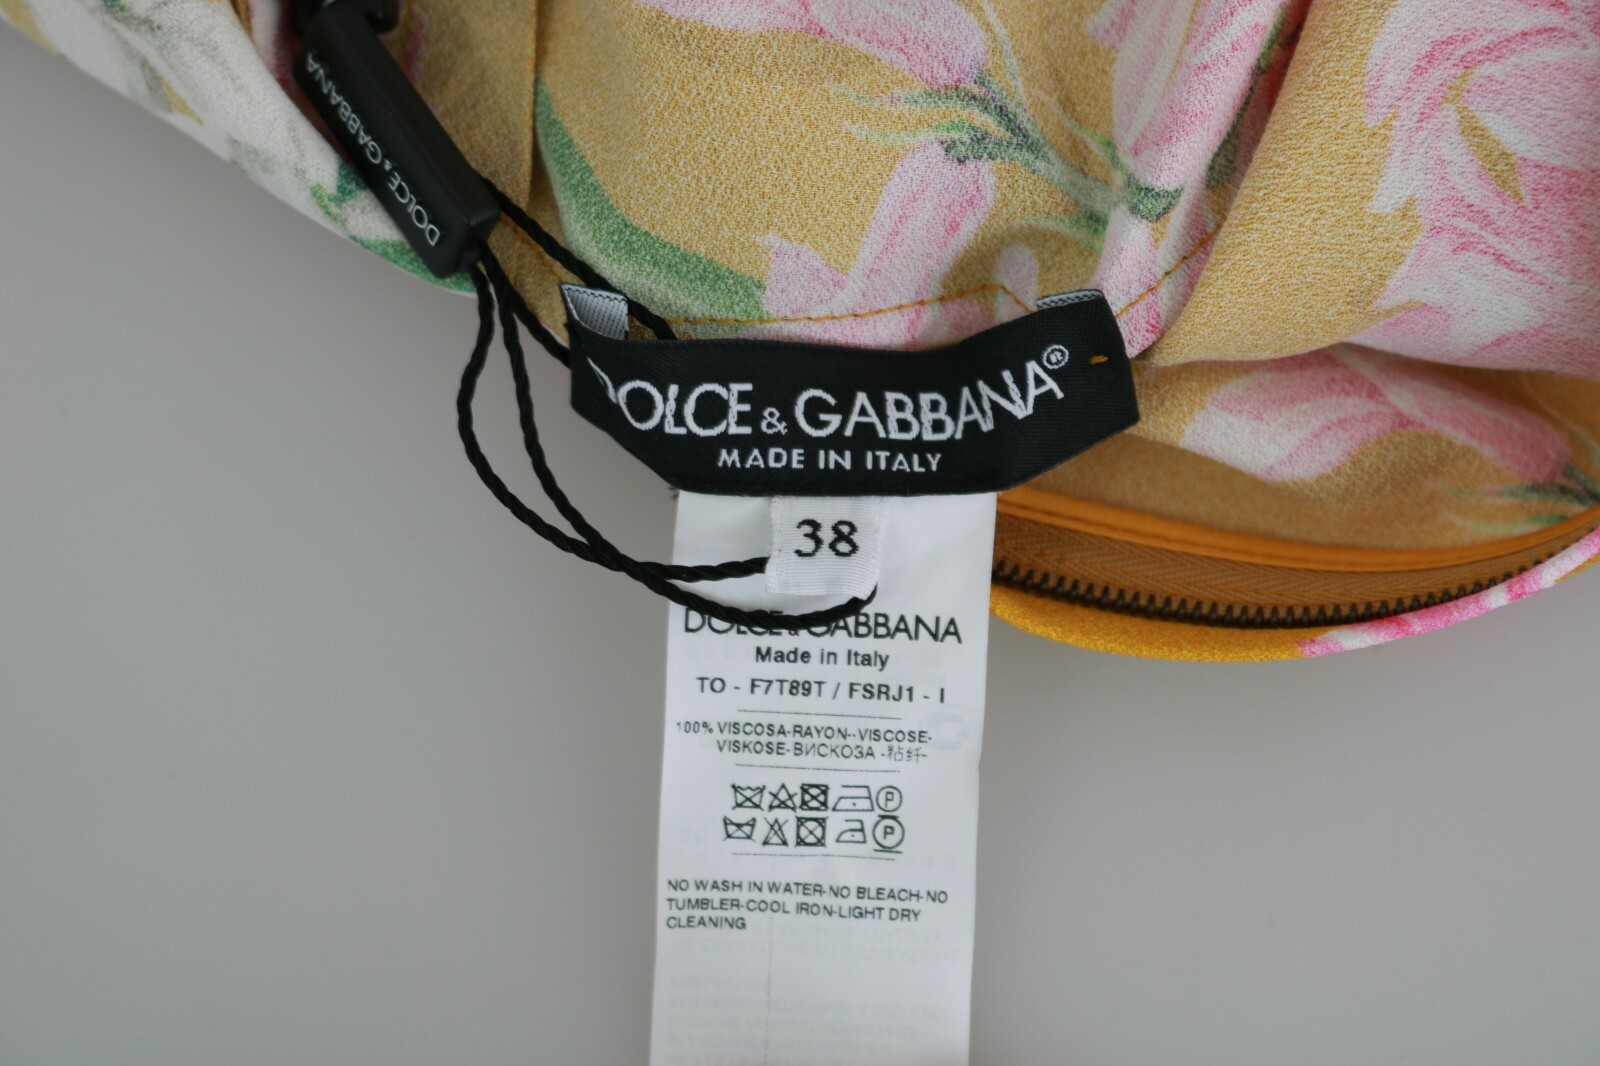 DOLCE & GABBANA
DOLCE & GABBANA®
MADE IN ITALY
38
DOLCE & GABBANA
Made in Italy
TO - F7T89T / FSRJ1 - I
100% VISCOSA-RAYON--VISCOSE-
VISKOSE-ВИСКОЗА -粘纤-
P
P
NO WASH IN WATER-NO BLEACH-NO
TUMBLER-COOL IRON-LIGHT DRY
CLEANING